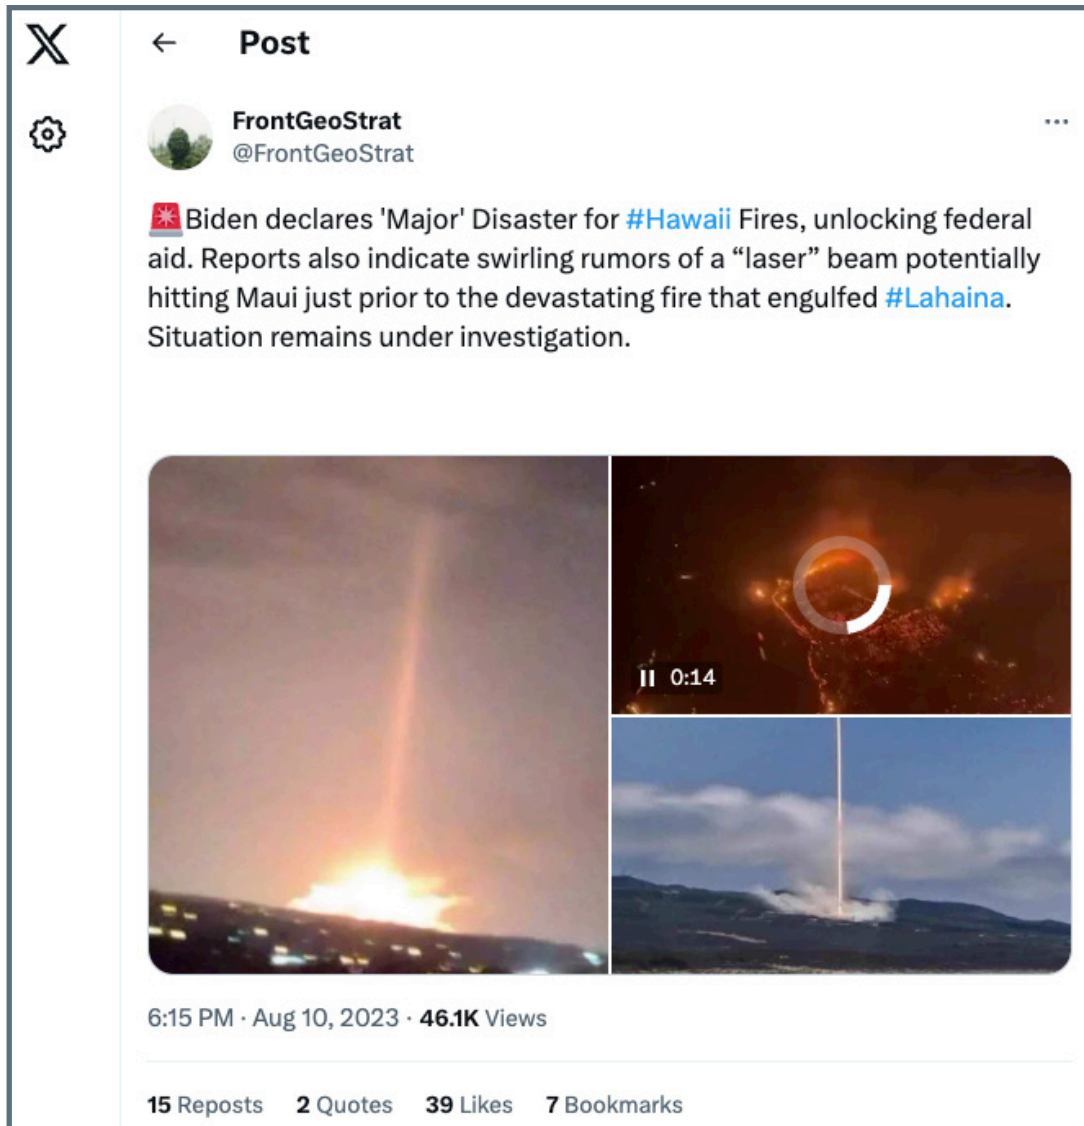 Post
FrontGeoStrat
@FrontGeoStrat
🚨Biden declares 'Major' Disaster for #Hawaii Fires, unlocking federal
aid. Reports also indicate swirling rumors of a “laser” beam potentially
hitting Maui just prior to the devastating fire that engulfed #Lahaina.
Situation remains under investigation.
0:14
6:15 PM · Aug 10, 2023 · 46.1K Views
15 Reposts 2 Quotes 39 Likes 7 Bookmarks